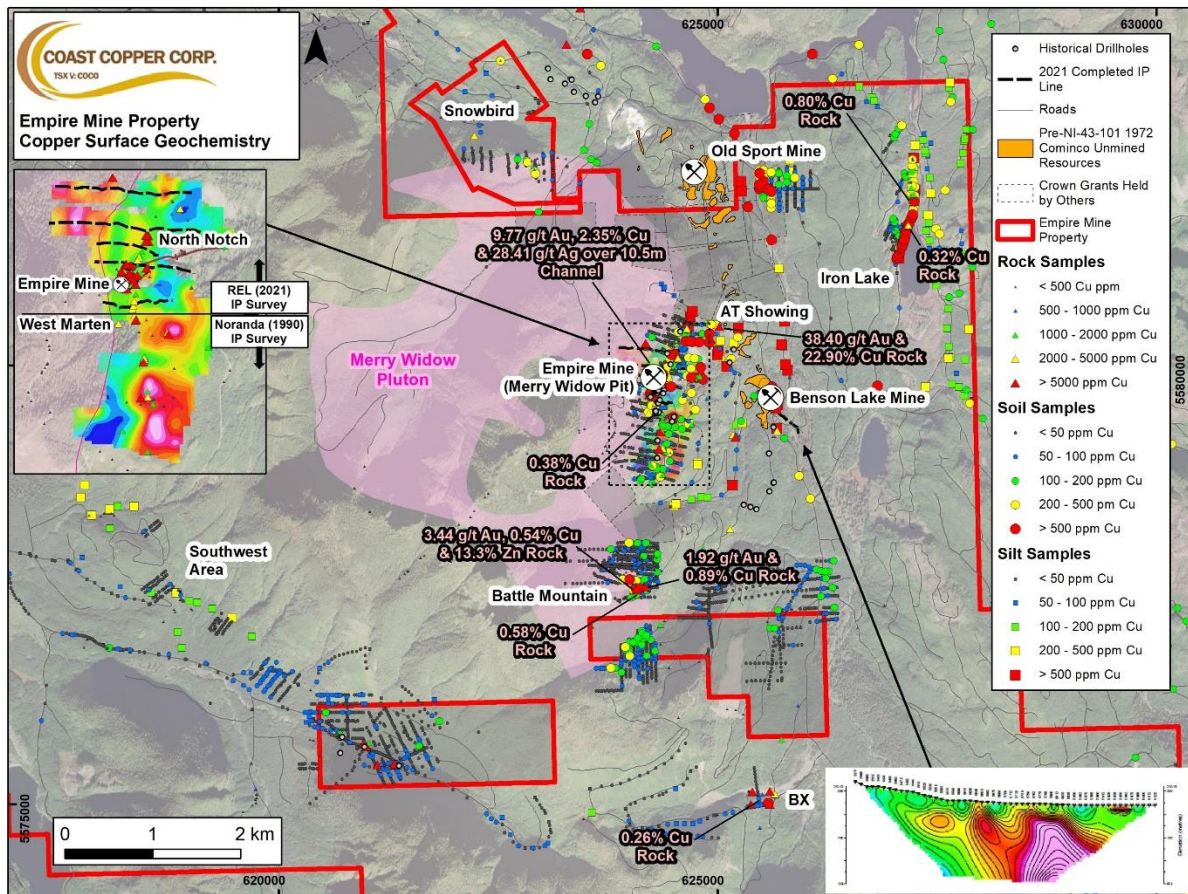 COAST COPPER CORP.
TSX V: COCO
Empire Mine Property
Copper Surface Geochemistry
N
625000
630000
5580000
5575000
620000
625000
North Notch
Empire Mine
West Marten
REL (2021)
IP Survey
Noranda (1990)
IP Survey
Snowbird
Old Sport Mine
0.80% Cu
Rock
9.77 g/t Au, 2.35% Cu
& 28.41 g/t Ag over 10.5m
Channel
0.32% Cu
Rock
Iron Lake
AT Showing
38.40 g/t Au &
22.90% Cu Rock
Merry Widow
Pluton
Empire Mine
(Merry Widow Pit)
Benson Lake Mine
0.38% Cu
Rock
3.44 g/t Au, 0.54% Cu
& 13.3% Zn Rock
1.92 g/t Au &
0.89% Cu Rock
Southwest
Area
Battle Mountain
0.58% Cu
Rock
BX
0.26% Cu
Rock
0 1 2 km
Historical Drillholes
2021 Completed IP
Line
Roads
Pre-NI-43-101 1972
Cominco Unmined
Resources
Crown Grants Held
by Others
Empire Mine
Property
Rock Samples
< 500 Cu ppm
500 - 1000 ppm Cu
1000 - 2000 ppm Cu
2000 - 5000 ppm Cu
> 5000 ppm Cu
Soil Samples
< 50 ppm Cu
50 - 100 ppm Cu
100 - 200 ppm Cu
200 - 500 ppm Cu
> 500 ppm Cu
Silt Samples
< 50 ppm Cu
50 - 100 ppm Cu
100 - 200 ppm Cu
200 - 500 ppm Cu
> 500 ppm Cu
Elevation (metres)